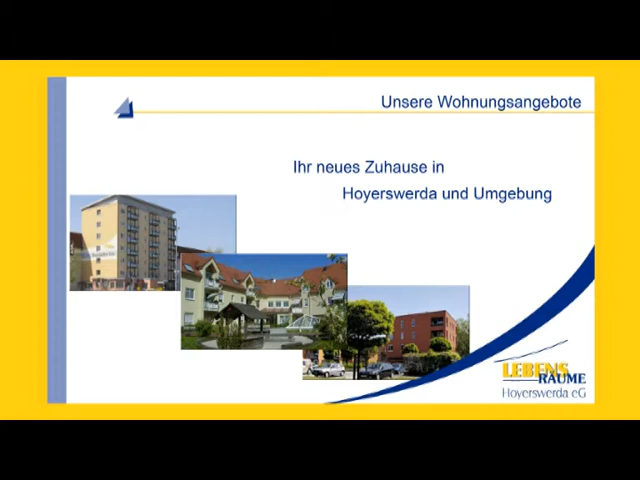 Unsere Wohnungsangebote
Ihr neues Zuhause in
Hoyerswerda und Umgebung
LEBENS
RÄUME
Hoyerswerda eG